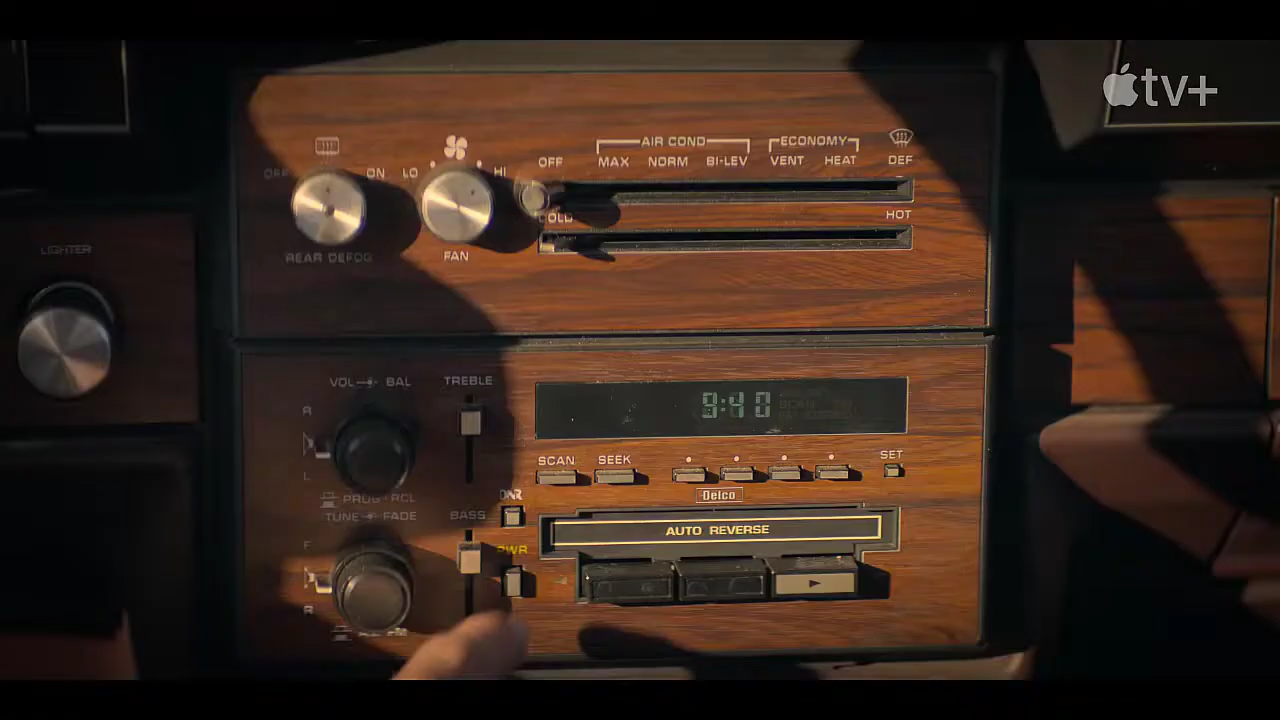 tv+
AIR COND
ECONOMY
OFF
MAX
NORM
BI-LEV
VENT
HEAT
DEF
OFF
ON
LO
HI
COLD
HOT
REAR DEFOG
FAN
LIGHTER
VOL
BAL
TREBLE
A
L
9:40
SCAN
SEEK
SET
DNR
Delco
PROG • RCL
TUNE
FADE
BASS
F
R
PWR
AUTO REVERSE